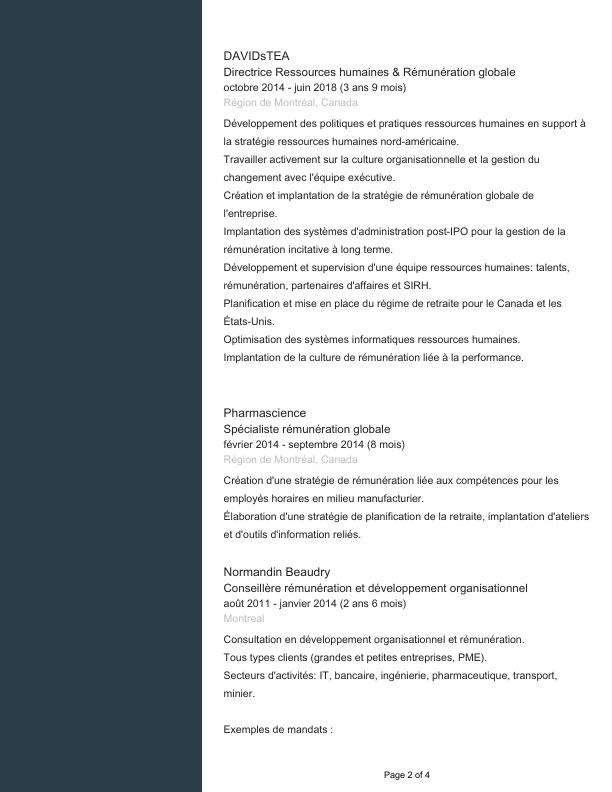 DAVIDsTEA
Directrice Ressources humaines & Rémunération globale
octobre 2014 - juin 2018 (3 ans 9 mois)
Région de Montréal, Canada
Développement des politiques et pratiques ressources humaines en support à
la stratégie ressources humaines nord-américaine.
Travailler activement sur la culture organisationnelle et la gestion du
changement avec l'équipe exécutive.
Création et implantation de la stratégie de rémunération globale de
l'entreprise.
Implantation des systèmes d'administration post-IPO pour la gestion de la
rémunération incitative à long terme.
Développement et supervision d'une équipe ressources humaines: talents,
rémunération, partenaires d'affaires et SIRH.
Planification et mise en place du régime de retraite pour le Canada et les
États-Unis.
Optimisation des systèmes informatiques ressources humaines.
Implantation de la culture de rémunération liée à la performance.
Pharmascience
Spécialiste rémunération globale
février 2014 - septembre 2014 (8 mois)
Région de Montréal, Canada
Création d'une stratégie de rémunération liée aux compétences pour les
employés horaires en milieu manufacturier.
Élaboration d'une stratégie de planification de la retraite, implantation d'ateliers
et d'outils d'information reliés.
Normandin Beaudry
Conseillère rémunération et développement organisationnel
août 2011 - janvier 2014 (2 ans 6 mois)
Montreal
Consultation en développement organisationnel et rémunération.
Tous types clients (grandes et petites entreprises, PME).
Secteurs d'activités: IT, bancaire, ingénierie, pharmaceutique, transport,
minier.
Exemples de mandats :
Page 2 of 4